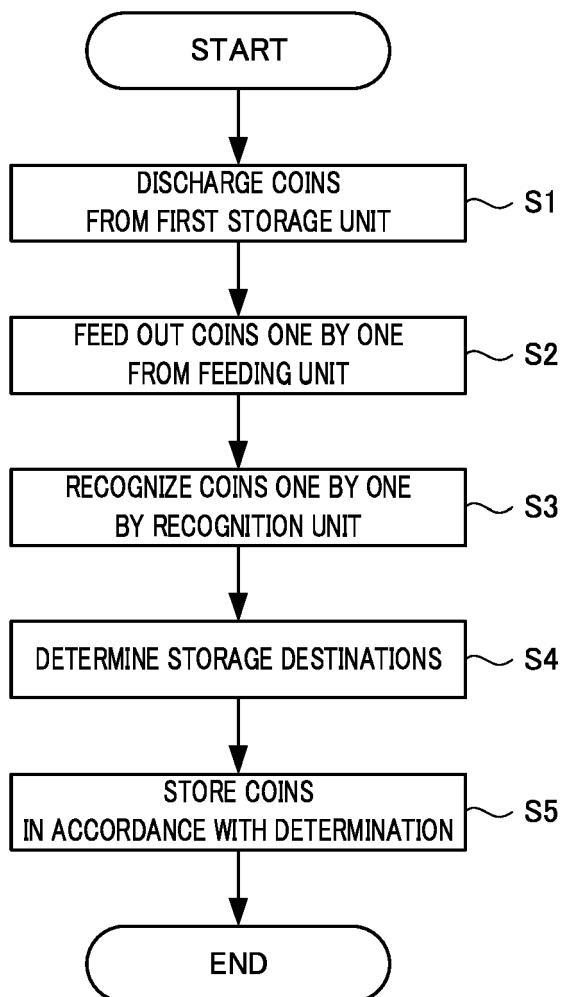 START
DISCHARGE COINS
FROM FIRST STORAGE UNIT
S1
FEED OUT COINS ONE BY ONE
FROM FEEDING UNIT
S2
RECOGNIZE COINS ONE BY ONE
BY RECOGNITION UNIT
S3
DETERMINE STORAGE DESTINATIONS
S4
STORE COINS
IN ACCORDANCE WITH DETERMINATION
S5
END